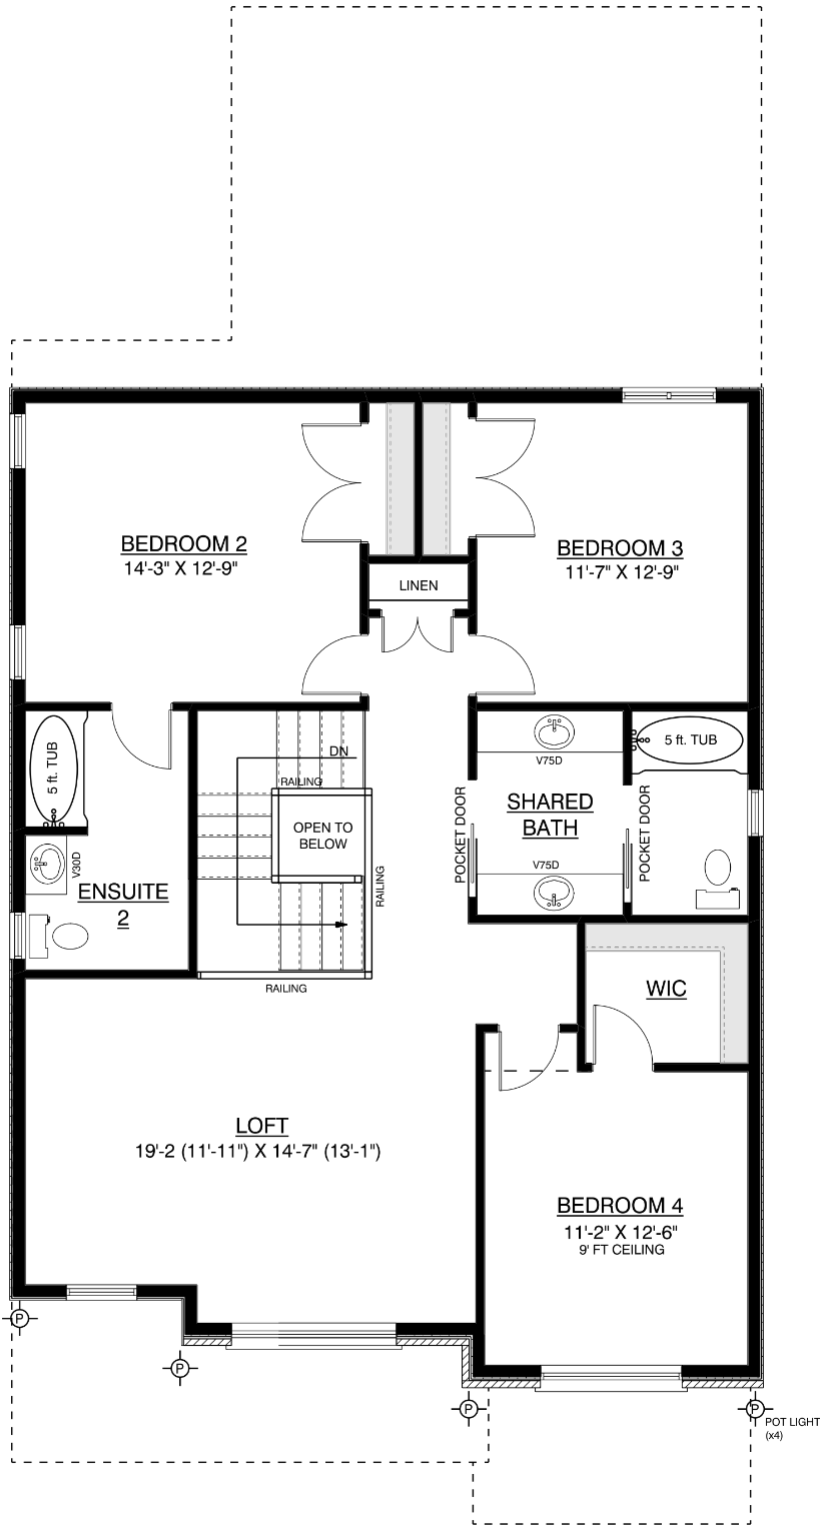 BEDROOM 2
14'-3" X 12'-9"
BEDROOM 3
11'-7" X 12'-9"
LINEN
5 ft. TUB
DN
RAILING
OPEN TO
BELOW
RAILING
V30D
ENSUITE
2
RAILING
V75D
SHARED
BATH
V75D
POCKET DOOR
POCKET DOOR
5 ft. TUB
WIC
LOFT
19'-2 (11'-11") X 14'-7" (13'-1")
BEDROOM 4
11'-2" X 12'-6"
9' FT CEILING
P
P
P
P
POT LIGHT
(x4)